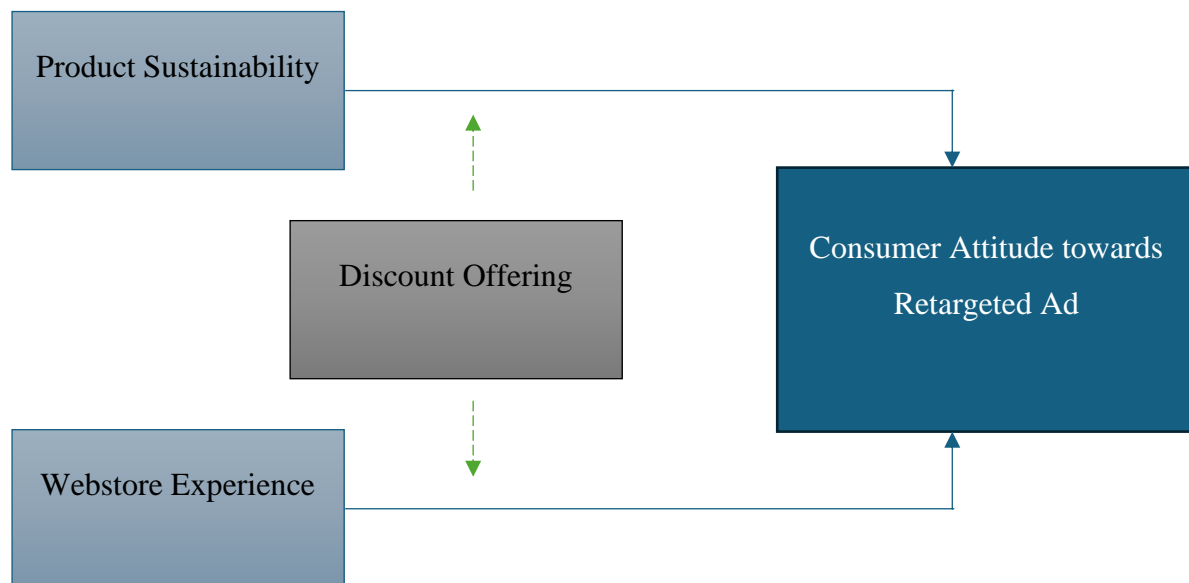 Product Sustainability
Discount Offering
Consumer Attitude towards
Retargeted Ad
Webstore Experience